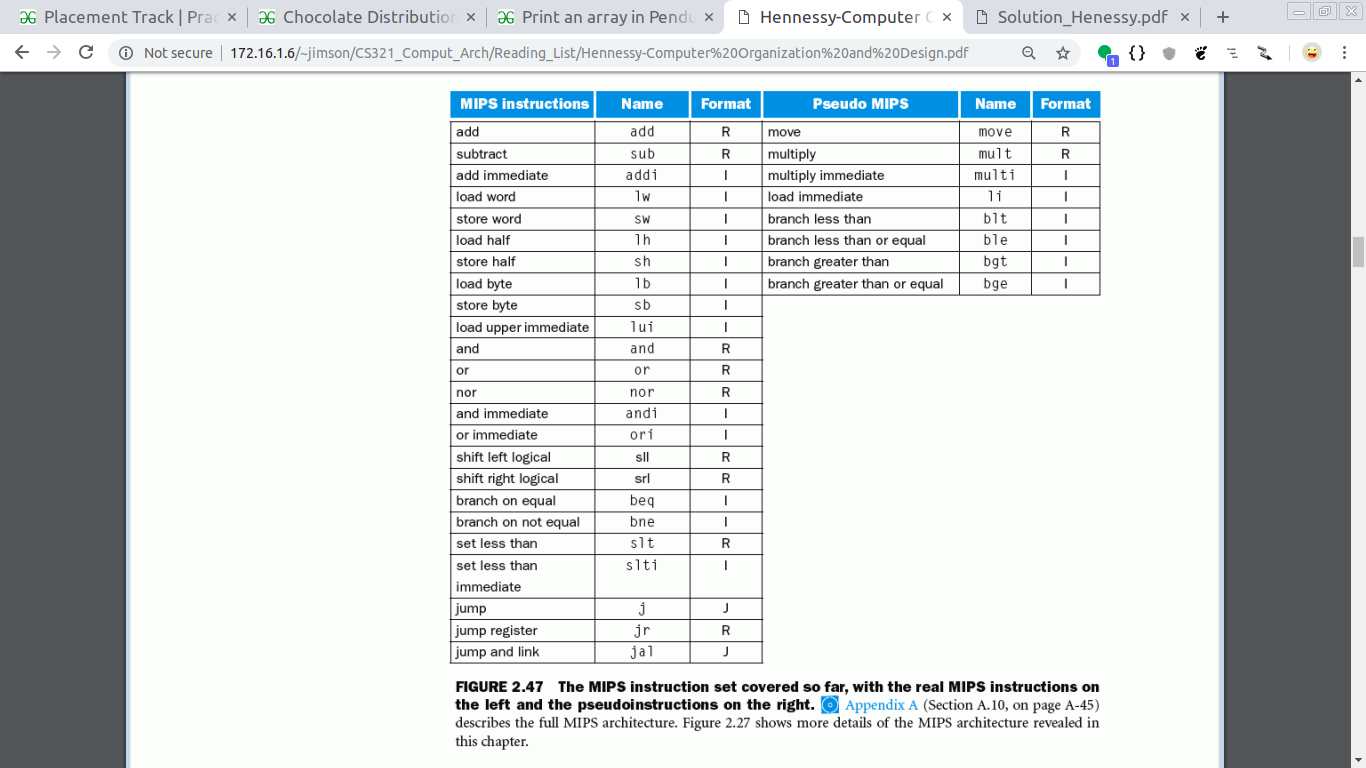 Placement Track | Prac
Chocolate Distribution
Print an array in Pendu
Hennessy-Computer O
Solution_Henessy.pdf
Not secure | 172.16.1.6/~jimson/CS321_Comput_Arch/Reading_List/Hennessy-Computer%20Organization%20and%20Design.pdf
1
MIPS instructions Name Format Pseudo MIPS Name Format
add add R move move R
subtract sub R multiply mult R
add immediate addi I multiply immediate multi I
load word lw I load immediate li I
store word sw I branch less than blt I
load half lh I branch less than or equal ble I
store half sh I branch greater than bgt I
load byte lb I branch greater than or equal bge I
store byte sb I
load upper immediate lui I
and and R
or or R
nor nor R
and immediate andi I
or immediate ori I
shift left logical sll R
shift right logical srl R
branch on equal beq I
branch on not equal bne I
set less than slt R
set less than slti I
immediate
jump j J
jump register jr R
jump and link jal J
FIGURE 2.47 The MIPS instruction set covered so far, with the real MIPS instructions on
the left and the pseudoinstructions on the right. Appendix A (Section A.10, on page A-45)
describes the full MIPS architecture. Figure 2.27 shows more details of the MIPS architecture revealed in
this chapter.